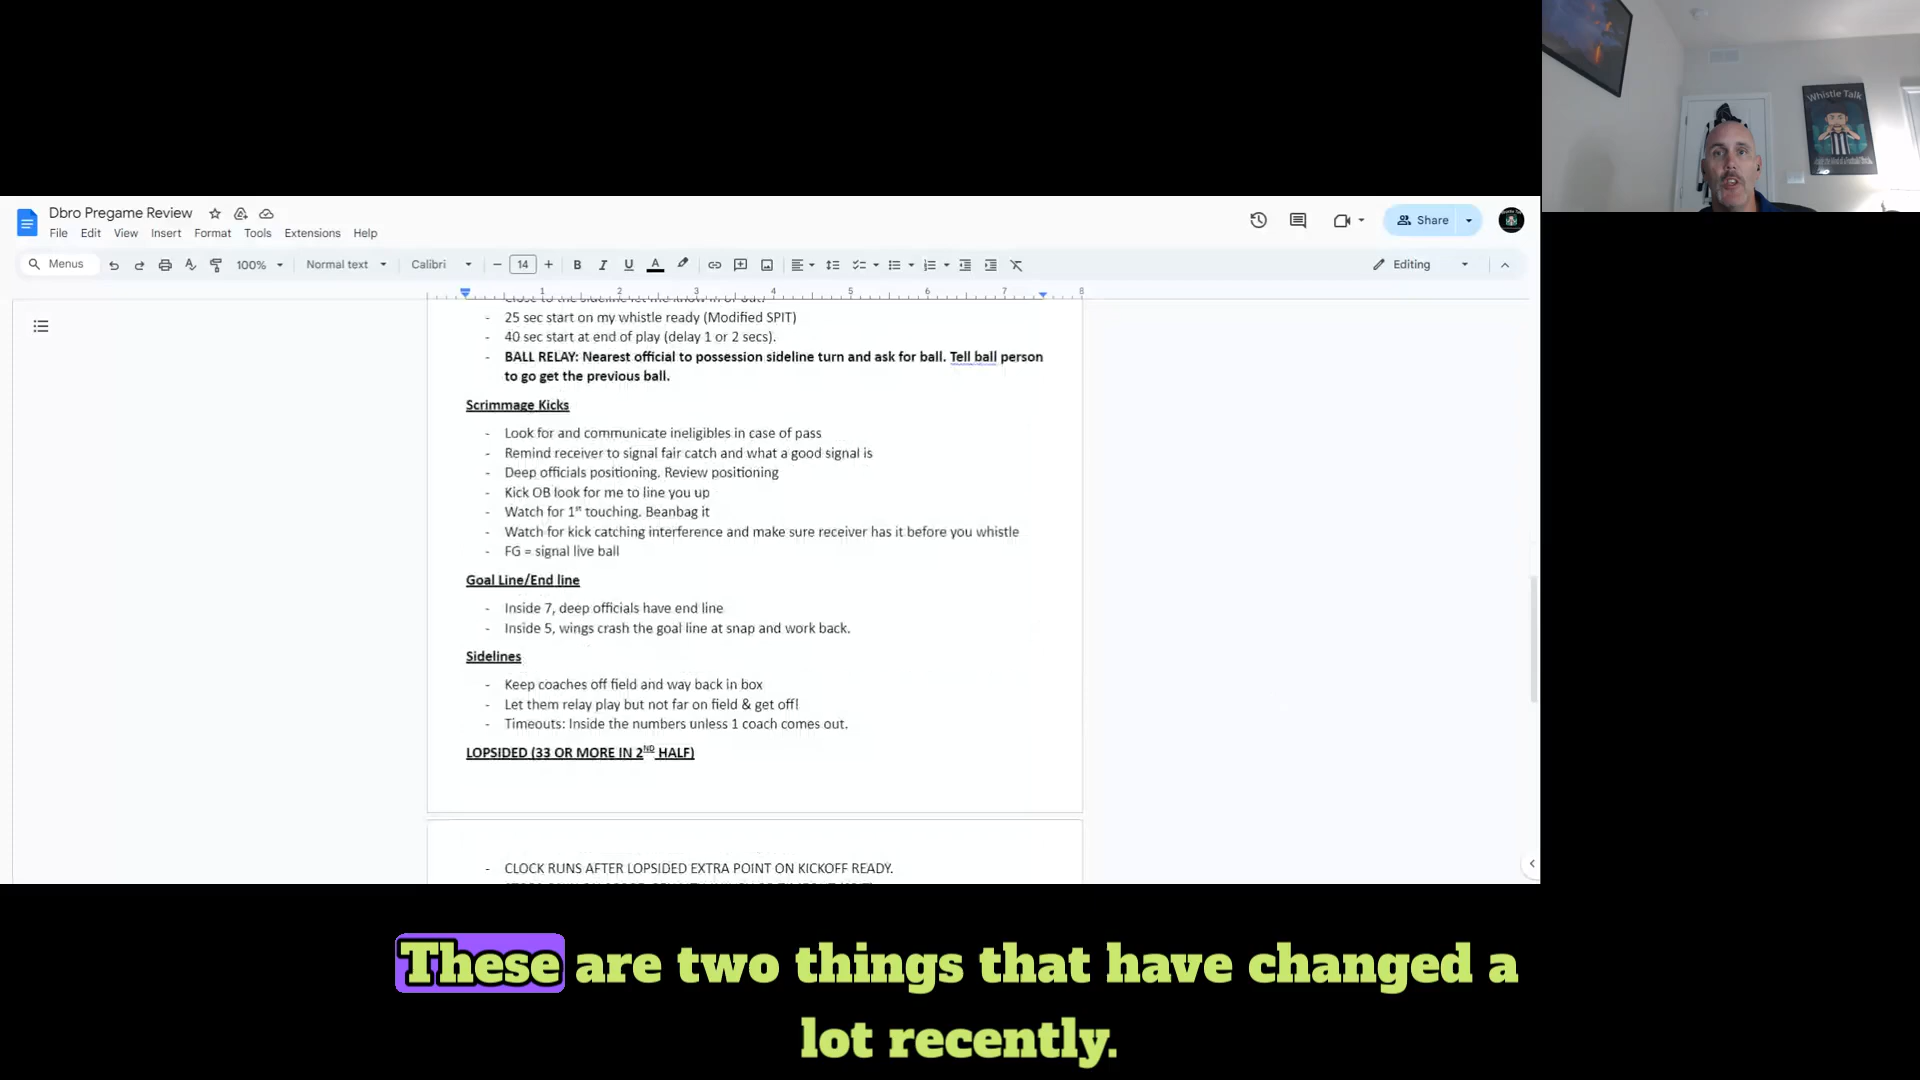 Whistle Talk
Dbro Pregame Review
File Edit View Insert Format Tools Extensions Help
Share
Menus
100%
Normal text
Calibri
14
Editing
1 2 3 4 5 6 7 8
- 25 sec start on my whistle ready (Modified SPIT)
- 40 sec start at end of play (delay 1 or 2 secs).
- BALL RELAY: Nearest official to possession sideline turn and ask for ball. Tell ball person
to go get the previous ball.
Scrimmage Kicks
- Look for and communicate ineligibles in case of pass
- Remind receiver to signal fair catch and what a good signal is
- Deep officials positioning. Review positioning
- Kick OB look for me to line you up
- Watch for 1st touching. Beanbag it
- Watch for kick catching interference and make sure receiver has it before you whistle
- FG = signal live ball
Goal Line/End line
- Inside 7, deep officials have end line
- Inside 5, wings crash the goal line at snap and work back.
Sidelines
- Keep coaches off field and way back in box
- Let them relay play but not far on field & get off!
- Timeouts: Inside the numbers unless 1 coach comes out.
LOPSIDED (33 OR MORE IN 2ND HALF)
- CLOCK RUNS AFTER LOPSIDED EXTRA POINT ON KICKOFF READY.
These are two things that have changed a
lot recently.